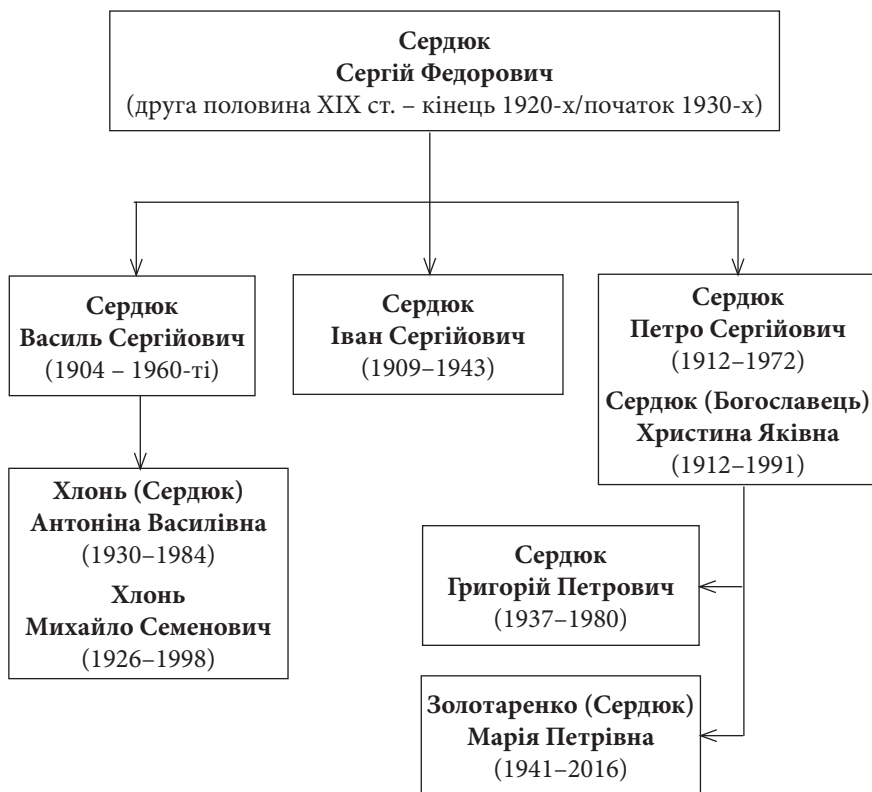 Сердюк
Сергій Федорович
(друга половина ХІХ ст. – кінець 1920-х/початок 1930-х)
Сердюк
Василь Сергійович
(1904 – 1960-ті)
Сердюк
Іван Сергійович
(1909–1943)
Сердюк
Петро Сергійович
(1912–1972)
Сердюк (Богославець)
Христина Яківна
(1912–1991)
Хлонь (Сердюк)
Антоніна Василівна
(1930–1984)
Хлонь
Михайло Семенович
(1926–1998)
Сердюк
Григорій Петрович
(1937–1980)
Золотаренко (Сердюк)
Марія Петрівна
(1941–2016)